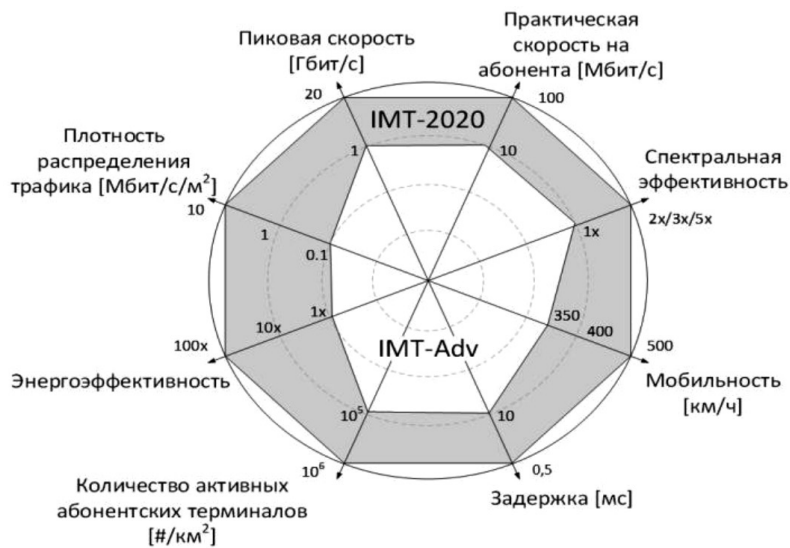 Пиковая скорость
[Гбит/с]
Практическая
скорость на
абонента [Мбит/с]
20
100
IMT-2020
Плотность
распределения
трафика [Мбит/с/м²]
1
10
Спектральная
эффективность
10
2x/3x/5x
1
1x
0.1
1x
350
10x
400
100x
500
IMT-Adv
Энергоэффективность
Мобильность
[км/ч]
10⁵
10
10⁶
0,5
Количество активных
абонентских терминалов
[#/км²]
Задержка [мс]